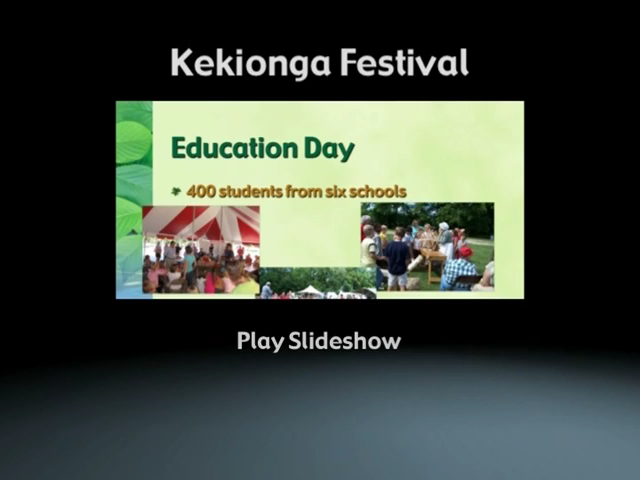 Kekionga Festival
Education Day
400 students from six schools
Play Slideshow